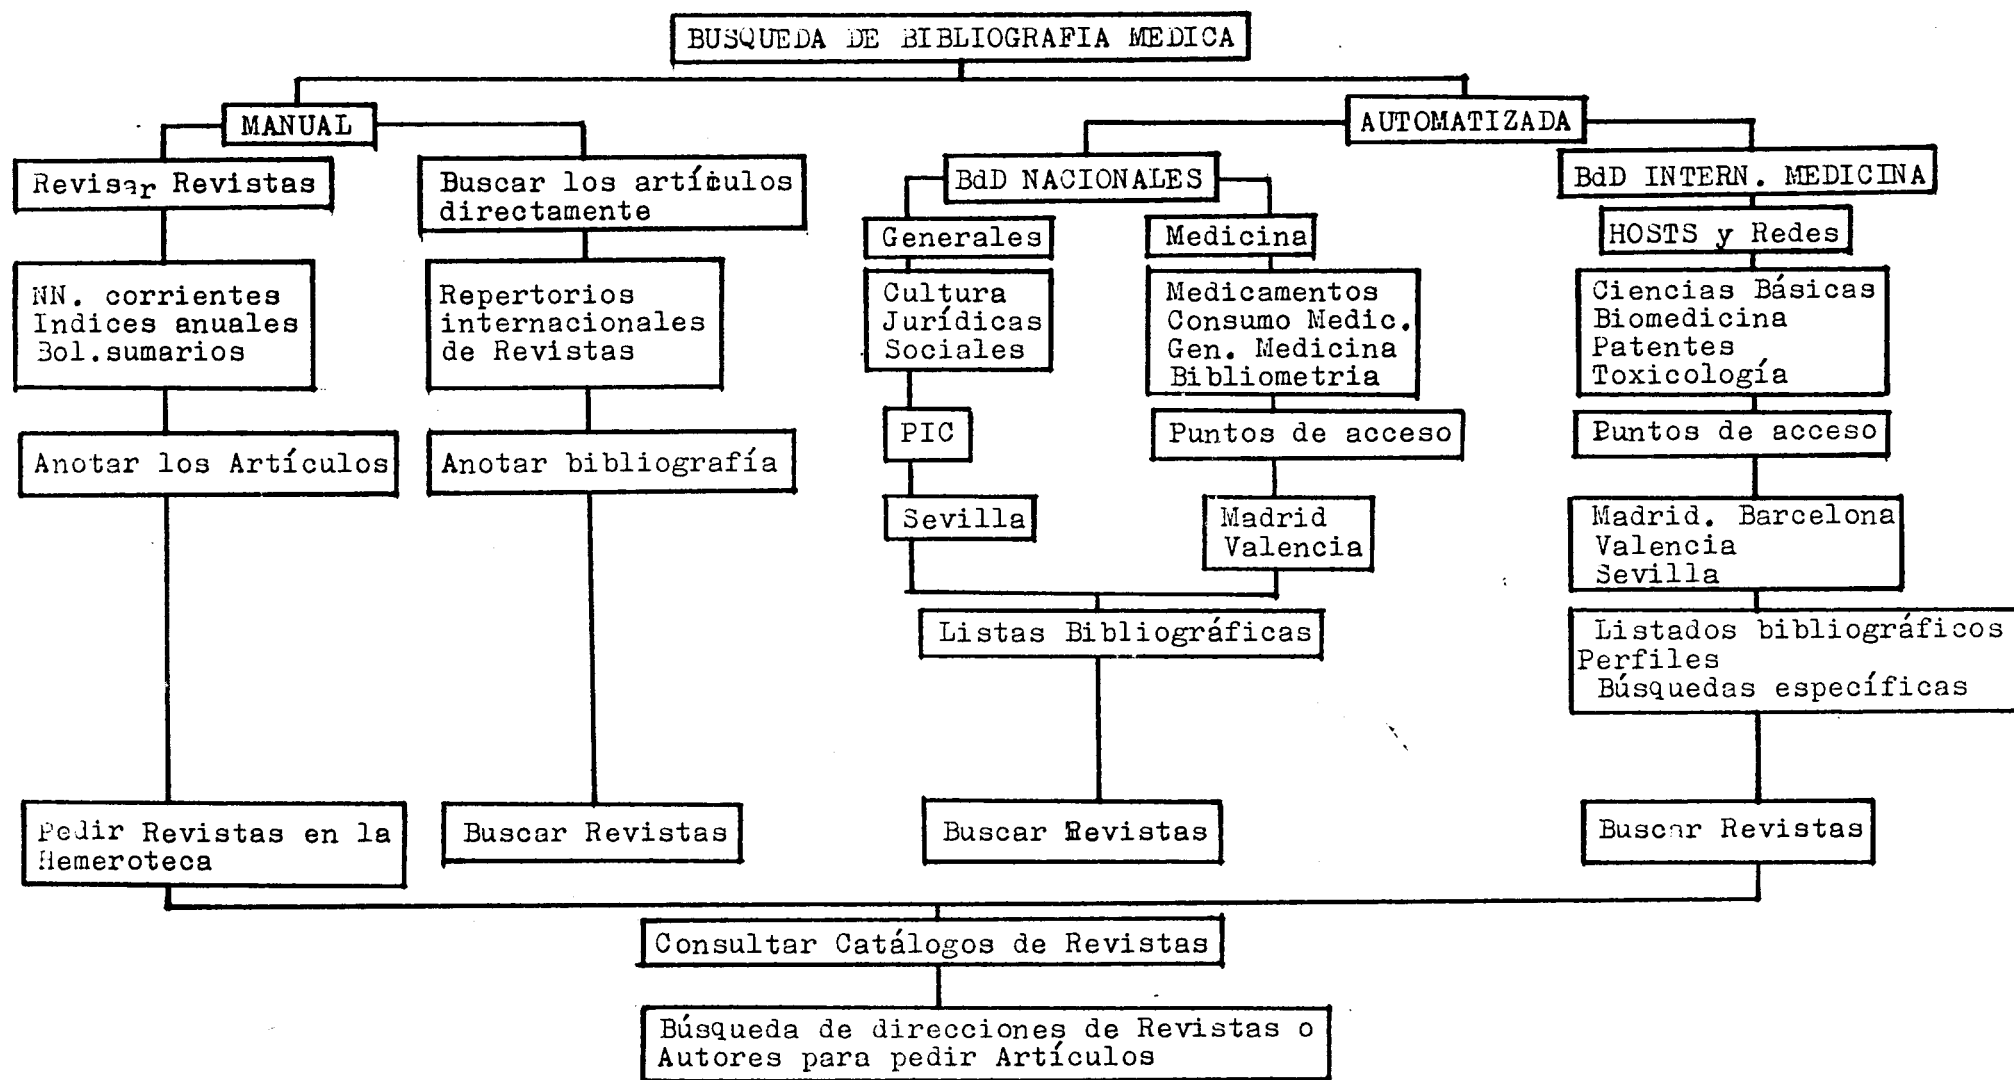 BUSQUEDA DE BIBLIOGRAFIA MEDICA
MANUAL
AUTOMATIZADA
Revisar Revistas
Buscar los artículos
directamente
BdD NACIONALES
BdD INTERN. MEDICINA
Generales
Medicina
HOSTS y Redes
NN. corrientes
Indices anuales
Bol.sumarios
Repertorios
internacionales
de Revistas
Cultura
Jurídicas
Sociales
Medicamentos
Consumo Medic.
Gen. Medicina
Bibliometria
Ciencias Básicas
Biomedicina
Patentes
Toxicología
Anotar los Artículos
Anotar bibliografía
PIC
Puntos de acceso
Puntos de acceso
Sevilla
Madrid
Valencia
Madrid. Barcelona
Valencia
Sevilla
Listas Bibliográficas
Listados bibliográficos
Perfiles
Búsquedas específicas
Pedir Revistas en la
Hemeroteca
Buscar Revistas
Buscar Revistas
Buscar Revistas
Consultar Catálogos de Revistas
Búsqueda de direcciones de Revistas o
Autores para pedir Artículos